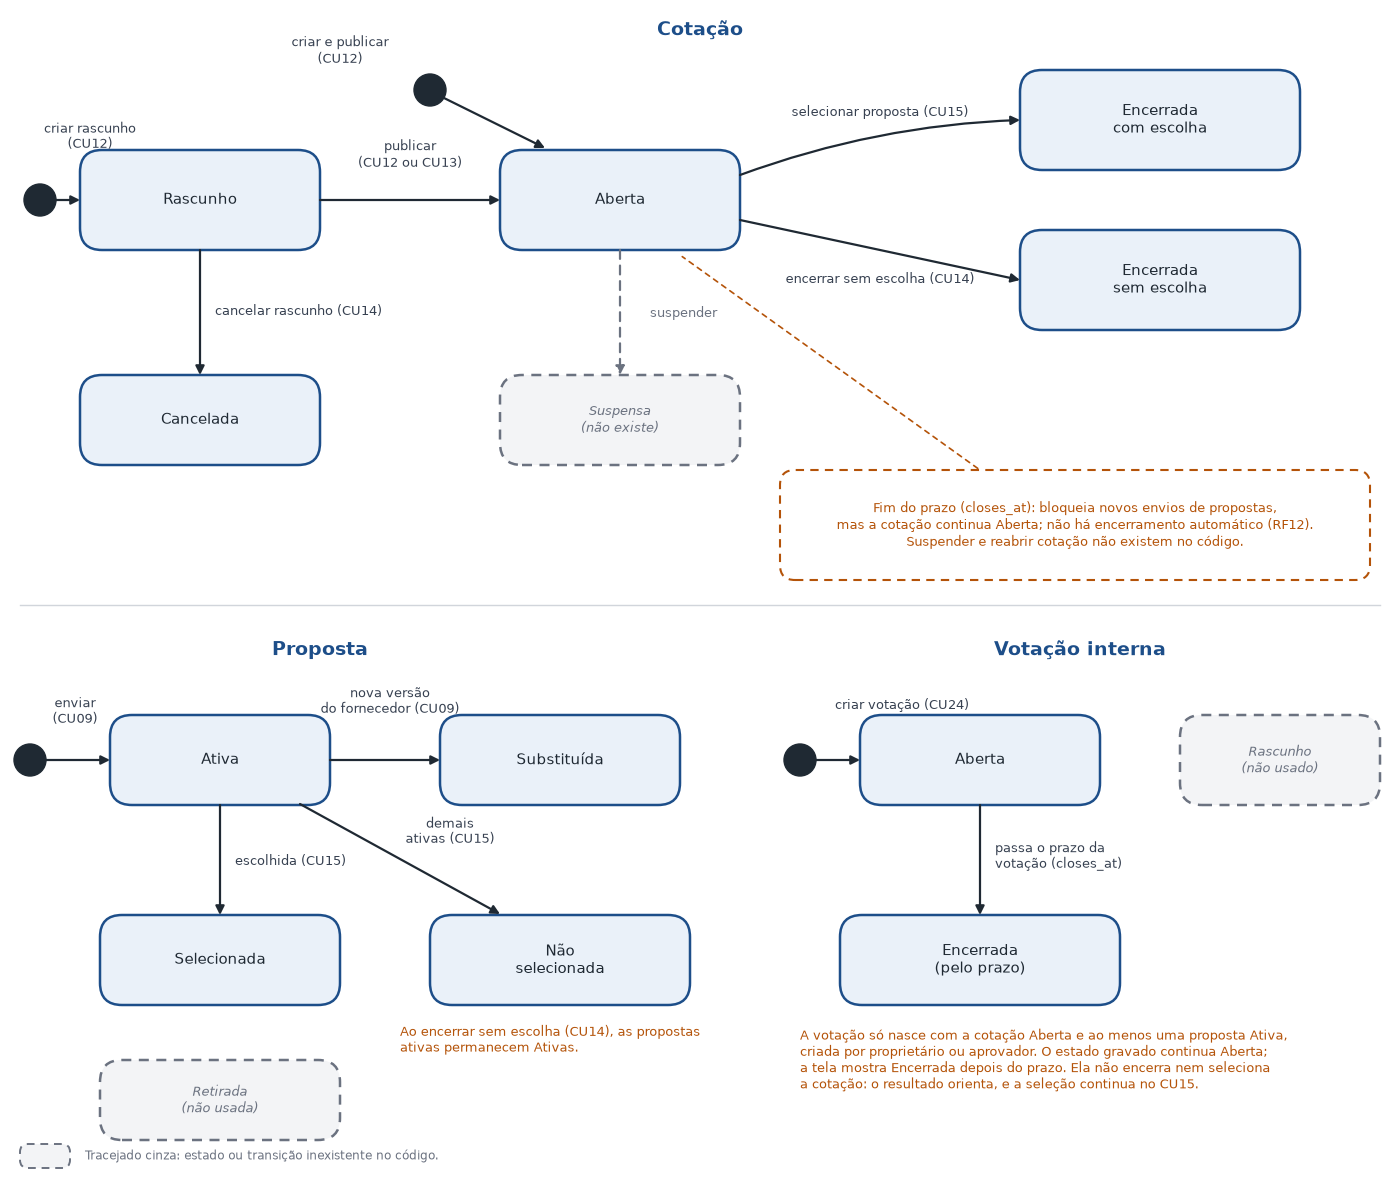 Cotação
criar e publicar
(CU12)
criar rascunho
(CU12)
publicar
(CU12 ou CU13)
selecionar proposta (CU15)
Encerrada
com escolha
Rascunho
Aberta
encerrar sem escolha (CU14)
Encerrada
sem escolha
cancelar rascunho (CU14)
suspender
Cancelada
Suspensa
(não existe)
Fim do prazo (closes_at): bloqueia novos envios de propostas,
mas a cotação continua Aberta; não há encerramento automático (RF12).
Suspender e reabrir cotação não existem no código.
Proposta
enviar
(CU09)
nova versão
do fornecedor (CU09)
Ativa
Substituída
escolhida (CU15)
demais
ativas (CU15)
Selecionada
Não
selecionada
Ao encerrar sem escolha (CU14), as propostas
ativas permanecem Ativas.
Retirada
(não usada)
Tracejado cinza: estado ou transição inexistente no código.
Votação interna
criar votação (CU24)
Aberta
Rascunho
(não usado)
passa o prazo da
votação (closes_at)
Encerrada
(pelo prazo)
A votação só nasce com a cotação Aberta e ao menos uma proposta Ativa,
criada por proprietário ou aprovador. O estado gravado continua Aberta;
a tela mostra Encerrada depois do prazo. Ela não encerra nem seleciona
a cotação: o resultado orienta, e a seleção continua no CU15.